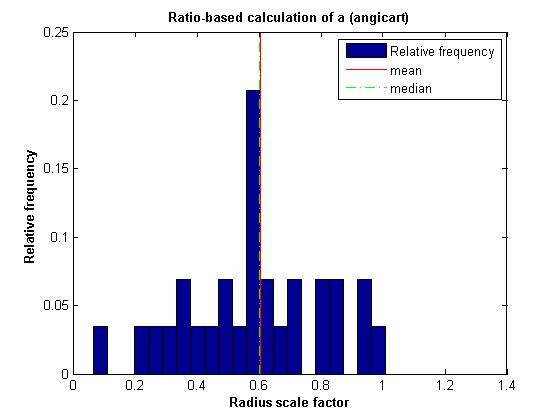 Ratio-based calculation of a (angicart)
0.25
Relative frequency
mean
median
0.2
0.15
0.1
0.05
0
Relative frequency
0 0.2 0.4 0.6 0.8 1 1.2 1.4
Radius scale factor